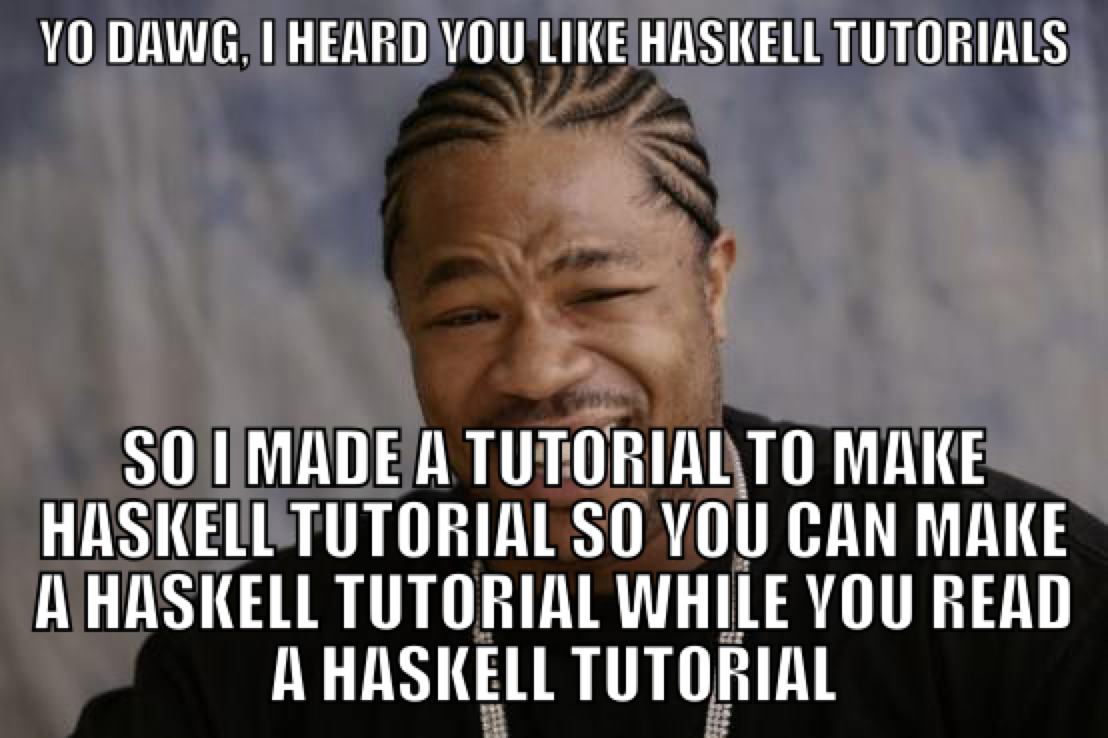 YO DAWG, I HEARD YOU LIKE HASKELL TUTORIALS
SO I MADE A TUTORIAL TO MAKE
HASKELL TUTORIAL SO YOU CAN MAKE
A HASKELL TUTORIAL WHILE YOU READ
A HASKELL TUTORIAL